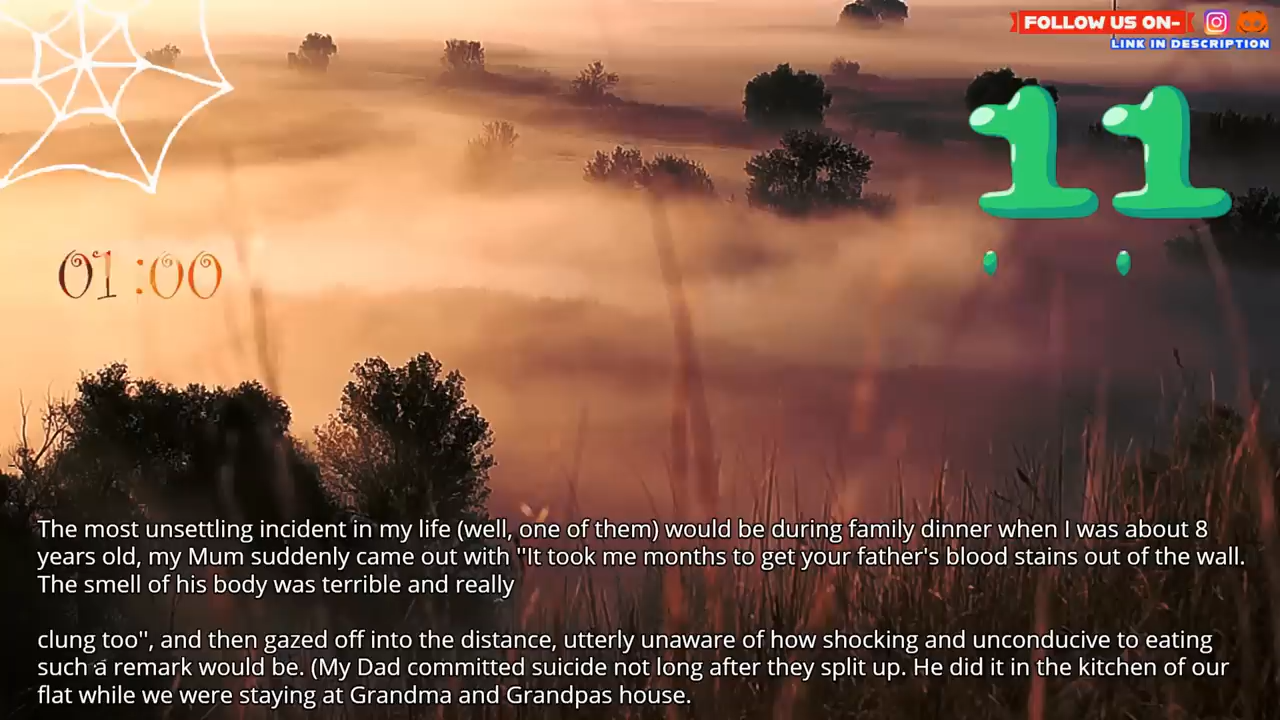 FOLLOW US ON-
LINK IN DESCRIPTION
11
01:00
The most unsettling incident in my life (well, one of them) would be during family dinner when I was about 8
years old, my Mum suddenly came out with "It took me months to get your father's blood stains out of the wall.
The smell of his body was terrible and really
clung too", and then gazed off into the distance, utterly unaware of how shocking and unconducive to eating
such a remark would be. (My Dad committed suicide not long after they split up. He did it in the kitchen of our
flat while we were staying at Grandma and Grandpas house.